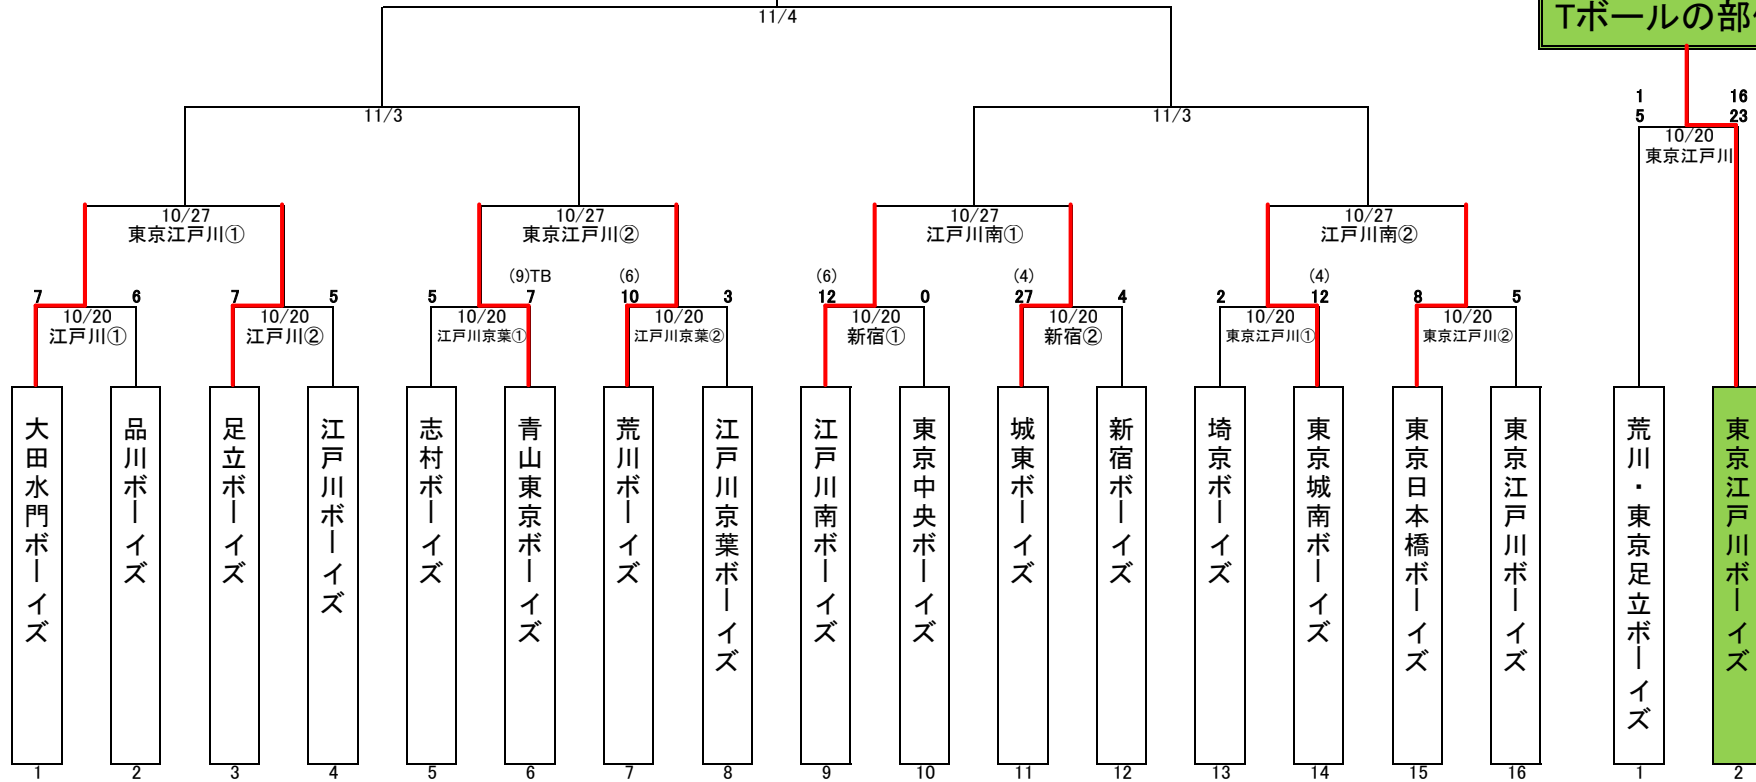 11/4
Tボールの部
11/3
11/3
1 16
5 23
10/20
東京江戸川
10/27
東京江戸川①
10/27
東京江戸川②
10/27
江戸川南①
10/27
江戸川南②
(9)TB
(6)
(6)
(4)
(4)
7 6
7 5
5 7
10 3
12 0
27 4
2 12
8 5
10/20
江戸川①
10/20
江戸川②
10/20
江戸川京葉①
10/20
江戸川京葉②
10/20
新宿①
10/20
新宿②
10/20
東京江戸川①
10/20
東京江戸川②
大田水門ボーイズ
品川ボーイズ
足立ボーイズ
江戸川ボーイズ
志村ボーイズ
青山東京ボーイズ
荒川ボーイズ
江戸川京葉ボーイズ
江戸川南ボーイズ
東京中央ボーイズ
城東ボーイズ
新宿ボーイズ
埼京ボーイズ
東京城南ボーイズ
東京日本橋ボーイズ
東京江戸川ボーイズ
荒川・東京足立ボーイズ
東京江戸川ボーイズ
1 2 3 4 5 6 7 8 9 10 11 12 13 14 15 16 1 2